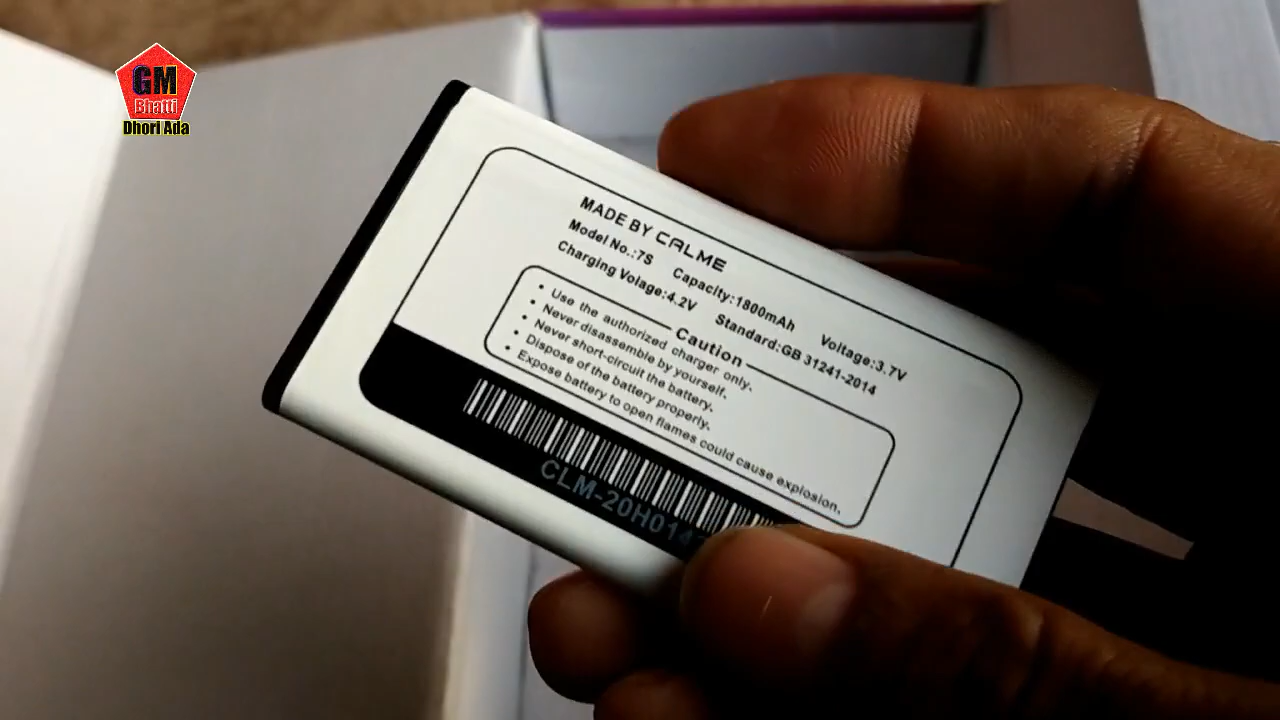 GM
Bhatti
Dhori Ada
MADE BY CALME
Model No.:7S Capacity:1800mAh Voltage:3.7V
Charging Volage:4.2V Standard:GB 31241-2014
Caution
• Use the authorized charger only.
• Never disassemble by yourself.
• Never short-circuit the battery.
• Dispose of the battery properly.
• Expose battery to open flames could cause explosion.